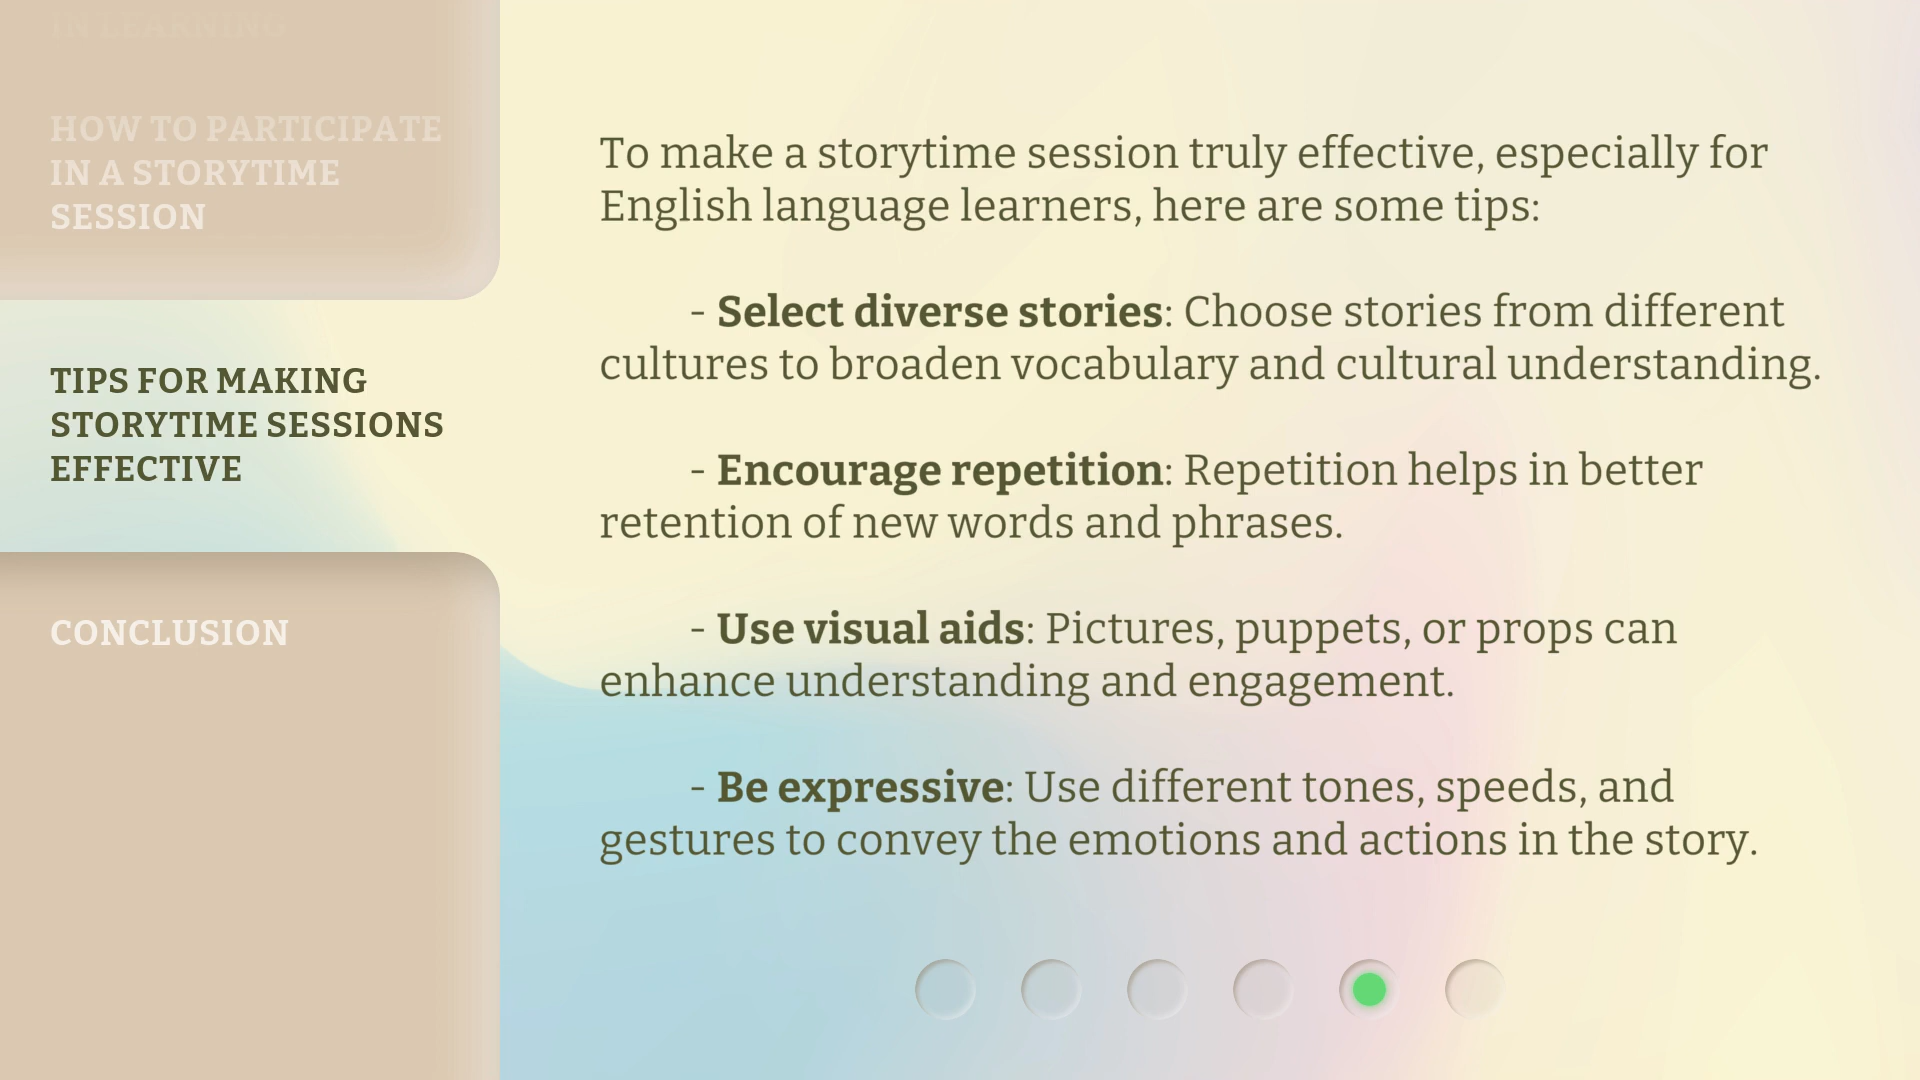 IN LEARNING
HOW TO PARTICIPATE
IN A STORYTIME
SESSION
TIPS FOR MAKING
STORYTIME SESSIONS
EFFECTIVE
CONCLUSION
To make a storytime session truly effective, especially for
English language learners, here are some tips:
- Select diverse stories: Choose stories from different
cultures to broaden vocabulary and cultural understanding.
- Encourage repetition: Repetition helps in better
retention of new words and phrases.
- Use visual aids: Pictures, puppets, or props can
enhance understanding and engagement.
- Be expressive: Use different tones, speeds, and
gestures to convey the emotions and actions in the story.